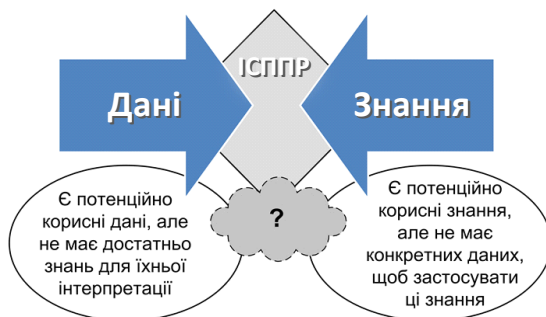 ІСППР
Дані
Знання
Є потенційно
корисні дані, але
не має достатньо
знань для їхньої
інтерпретації
?
Є потенційно
корисні знання,
але не має
конкретних даних,
щоб застосувати
ці знання